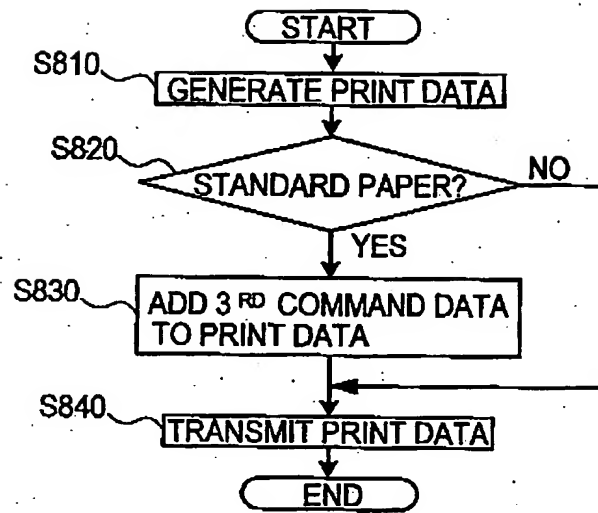 START
S810
GENERATE PRINT DATA
S820
STANDARD PAPER?
NO
YES
S830
ADD 3RD COMMAND DATA
TO PRINT DATA
S840
TRANSMIT PRINT DATA
END